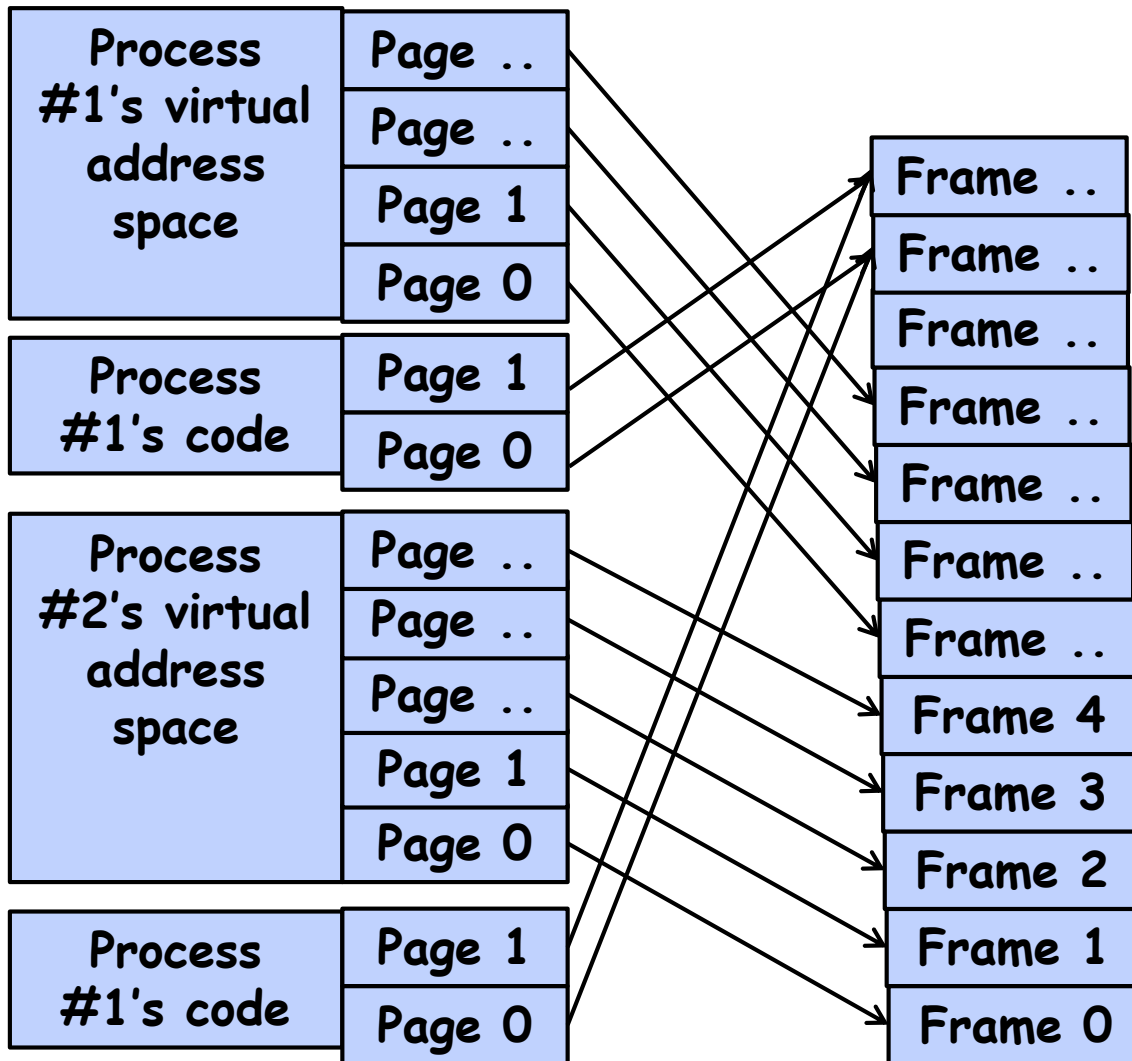 Process
#1's virtual
address
space
Page ..
Page ..
Page 1
Page 0
Process
#1's code
Page 1
Page 0
Process
#2's virtual
address
space
Page ..
Page ..
Page ..
Page 1
Page 0
Process
#1's code
Page 1
Page 0
Frame ..
Frame ..
Frame ..
Frame ..
Frame ..
Frame ..
Frame ..
Frame 4
Frame 3
Frame 2
Frame 1
Frame 0